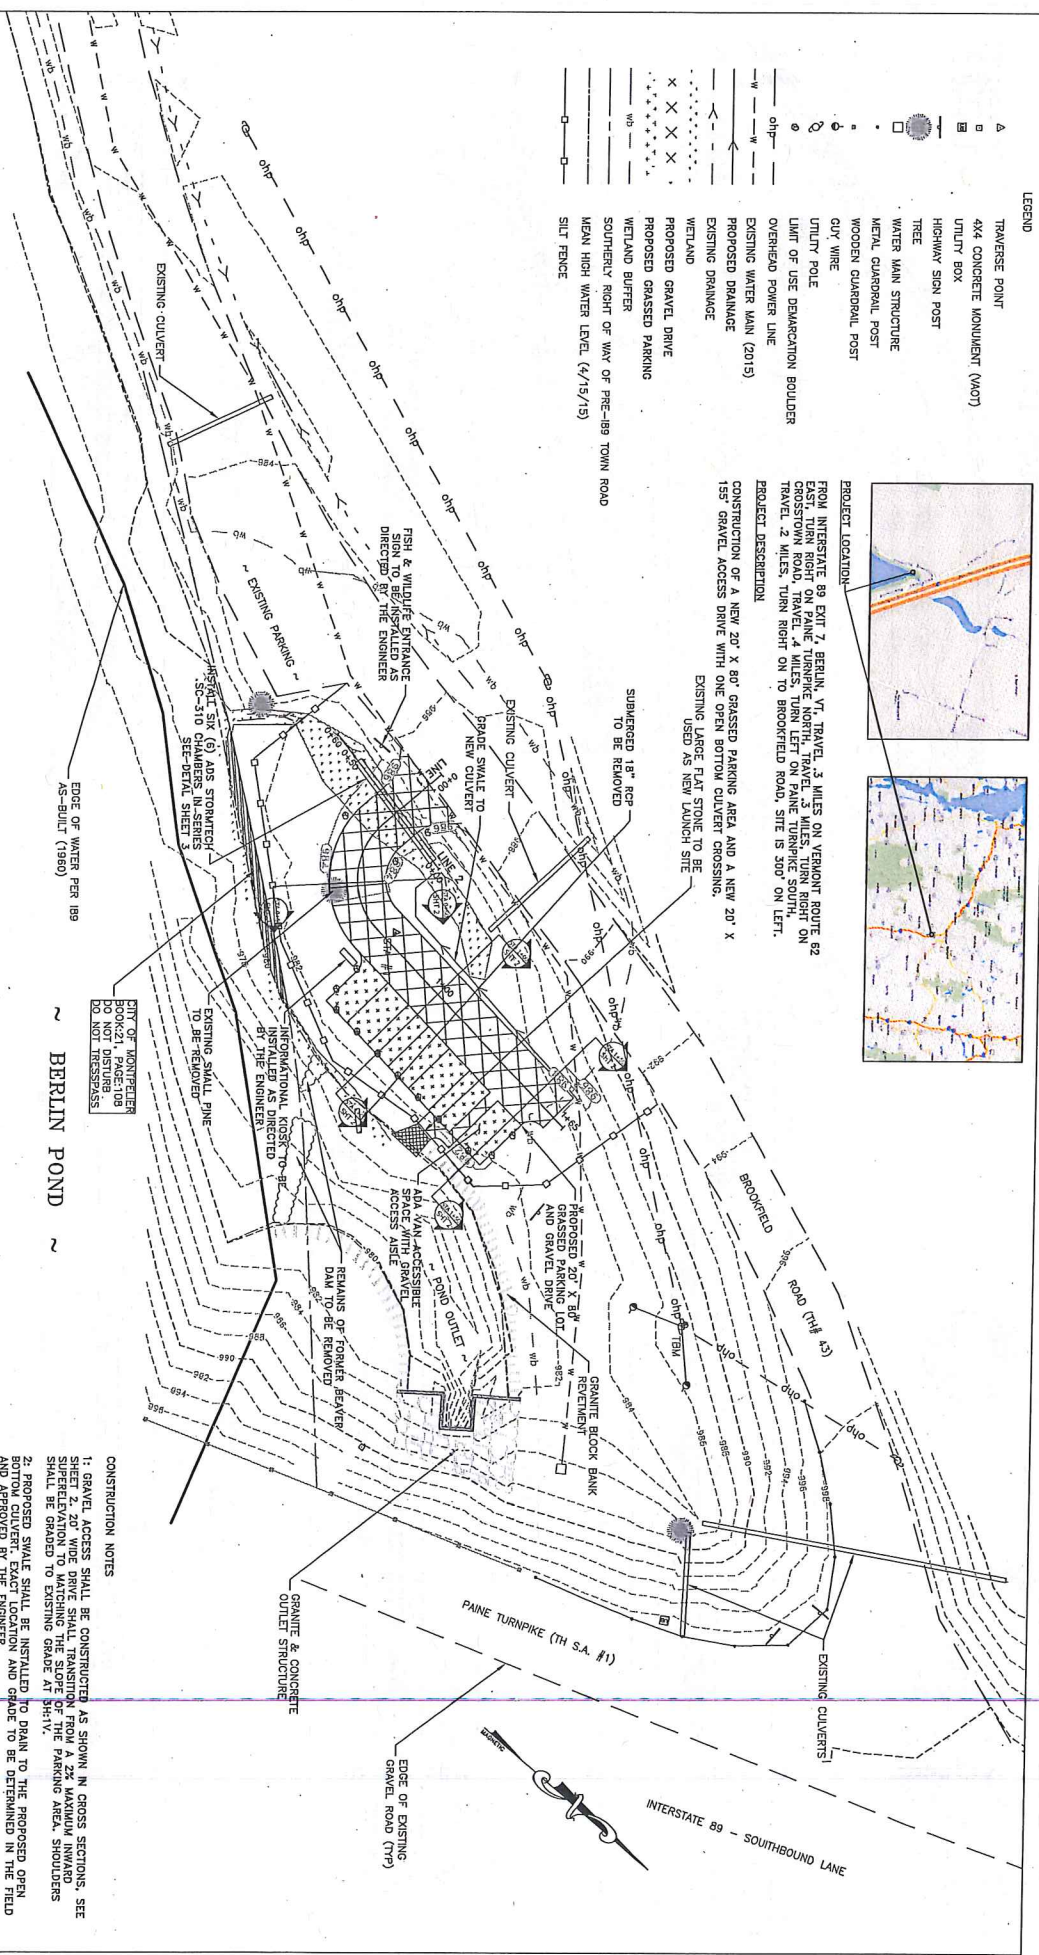 LEGEND
TRAVERSE POINT
4X4 CONCRETE MONUMENT (VAOT)
UTILITY BOX
HIGHWAY SIGN POST
TREE
WATER MAIN STRUCTURE
METAL GUARDRAIL POST
WOODEN GUARDRAIL POST
GUY WIRE
UTILITY POLE
LIMIT OF USE DEMARCATION BOULDER
OVERHEAD POWER LINE
EXISTING WATER MAIN (2015)
PROPOSED DRAINAGE
EXISTING DRAINAGE
WETLAND
PROPOSED GRAVEL DRIVE
PROPOSED GRASSED PARKING
WETLAND BUFFER
SOUTHERLY RIGHT OF WAY OF PRE-I89 TOWN ROAD
MEAN HIGH WATER LEVEL (4/15/15)
SILT FENCE
PROJECT LOCATION
FROM INTERSTATE 89 EXIT 7, BERLIN, VT, TRAVEL .3 MILES ON VERMONT ROUTE 62
EAST, TURN RIGHT ON PAINE TURNPIKE NORTH, TRAVEL .3 MILES, TURN RIGHT ON
CROSSTOWN ROAD, TRAVEL .4 MILES, TURN LEFT ON PAINE TURNPIKE SOUTH,
TRAVEL .2 MILES, TURN RIGHT ON TO BROOKFIELD ROAD, SITE IS 300' ON LEFT.
PROJECT DESCRIPTION
CONSTRUCTION OF A NEW 20' X 80' GRASSED PARKING AREA AND A NEW 20' X
155' GRAVEL ACCESS DRIVE WITH ONE OPEN BOTTOM CULVERT CROSSING.
EXISTING LARGE FLAT STONE TO BE
USED AS NEW LAUNCH SITE
SUBMERGED 18" RCP
TO BE REMOVED
EXISTING CULVERT
GRADE SWALE TO
NEW CULVERT
FISH & WILDLIFE ENTRANCE
SIGN TO BE INSTALLED AS
DIRECTED BY THE ENGINEER
EXISTING CULVERT
~ EXISTING PARKING ~
INSTALL SIX (6) ADS STORMTECH
SC-310 CHAMBERS IN SERIES
SEE DETAL SHEET 3
EDGE OF WATER PER I89
AS-BUILT (1960)
CITY OF MONTPELIER
BOOK:21, PAGE:108
DO NOT DISTURB
DO NOT TRESSPASS
EXISTING SMALL PINE
TO BE REMOVED
INFORMATIONAL KIOSK TO BE
INSTALLED AS DIRECTED
BY THE ENGINEER
~ BERLIN POND ~
REMAINS OF FORMER BEAVER
DAM TO BE REMOVED
ADA VAN ACCESSIBLE
SPACE WITH GRAVEL
ACCESS AISLE
~ POND OUTLET ~
PROPOSED 20' X 80'
GRASSED PARKING LOT
AND GRAVEL DRIVE
GRANITE BLOCK BANK
REVETMENT
TBM
BROOKFIELD ROAD (TH# 43)
GRANITE & CONCRETE
OUTLET STRUCTURE
PAINE TURNPIKE (TH S.A. #1)
EXISTING CULVERTS
EDGE OF EXISTING
GRAVEL ROAD (TYP)
MAGNETIC
INTERSTATE 89 - SOUITHBOUND LANE
CONSTRUCTION NOTES
1: GRAVEL ACCESS SHALL BE CONSTRUCTED AS SHOWN IN CROSS SECTIONS, SEE
SHEET 2. 20' WIDE DRIVE SHALL TRANSITION FROM A 2% MAXIMUM INWARD
SUPERELEVATION TO MATCHING THE SLOPE OF THE PARKING AREA. SHOULDERS
SHALL BE GRADED TO EXISTING GRADE AT 3H:1V.
2: PROPOSED SWALE SHALL BE INSTALLED TO DRAIN TO THE PROPOSED OPEN
BOTTOM CULVERT. EXACT LOCATION AND GRADE TO BE DETERMINED IN THE FIELD
AND APPROVED BY THE ENGINEER